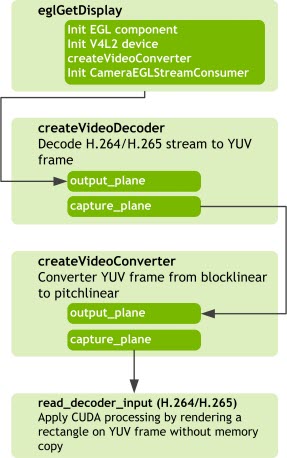 eglGetDisplay
Init EGL component
Init V4L2 device
createVideoConverter
Init CameraEGLStreamConsumer
createVideoDecoder
Decode H.264/H.265 stream to YUV
frame
output_plane
capture_plane
createVideoConverter
Converter YUV frame from blocklinear
to pitchlinear
output_plane
capture_plane
read_decoder_input (H.264/H.265)
Apply CUDA processing by rendering a
rectangle on YUV frame without memory
copy